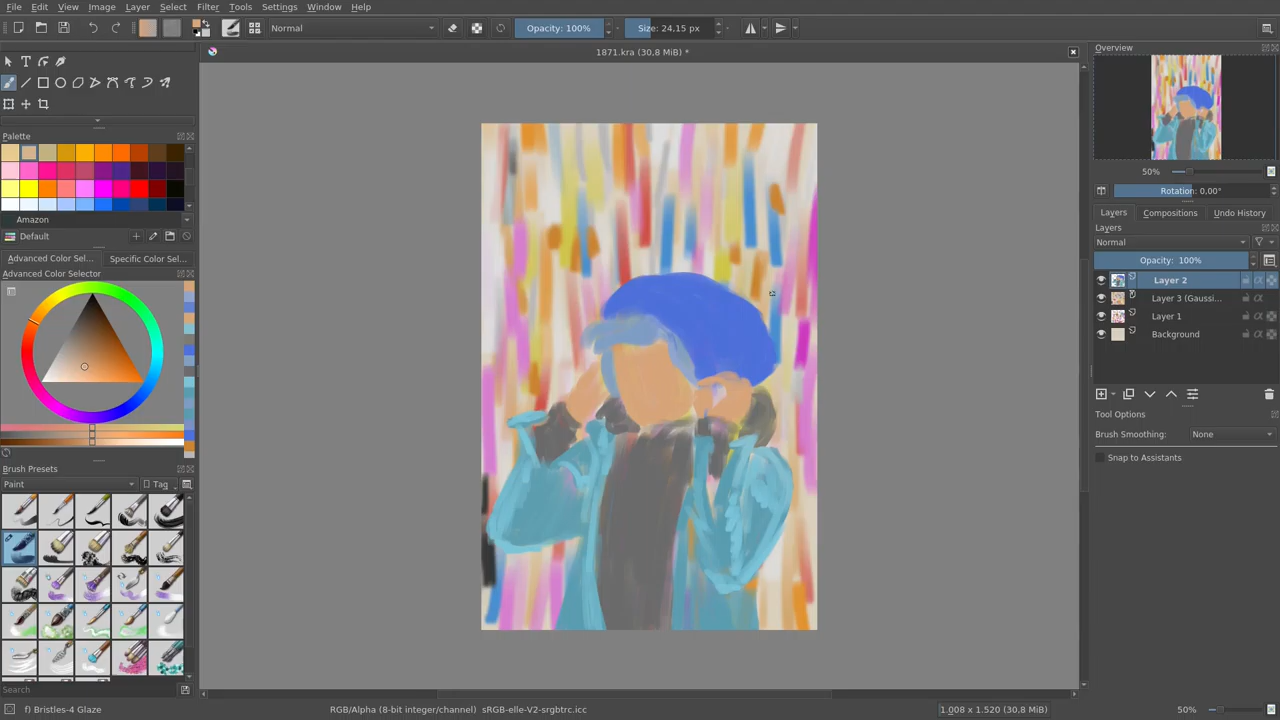 File Edit View Image Layer Select Filter Tools Settings Window Help
Normal Opacity: 100% Size: 24,15 px
1871.kra (30,8 MiB) *
Overview
50%
Rotation: 0,00°
Palette
Amazon
Default
Advanced Color Sel... Specific Color Sel...
Advanced Color Selector
Brush Presets
Paint Tag
Search
Layers Compositions Undo History
Layers
Normal
Opacity: 100%
Layer 2
Layer 3 (Gaussi...
Layer 1
Background
Tool Options
Brush Smoothing: None
Snap to Assistants
f) Bristles-4 Glaze RGB/Alpha (8-bit integer/channel) sRGB-elle-V2-srgbtrc.icc 1.008 x 1.520 (30,8 MiB) 50%